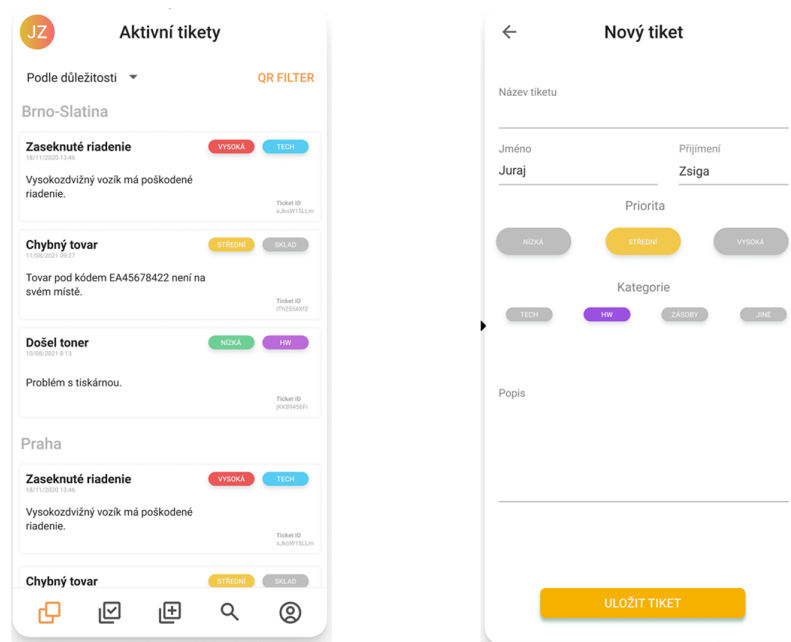 JZ
Aktivní tikety
Podle důležitosti
QR FILTER
Brno-Slatina
Zaseknuté riadenie
VYSOKÁ
TECH
18/11/2020 13:46
Vysokozdvižný vozík má poškodené
riadenie.
Ticket ID
sJkoW15LLm
Chybný tovar
STŘEDNÍ
SKLAD
11/08/2021 09:27
Tovar pod kódem EA45678422 není na
svém místě.
Ticket ID
Došel toner
NÍZKÁ
HW
10/08/2021 8:13
Problém s tiskárnou.
Ticket ID
jKK89456Fr
Praha
Zaseknuté riadenie
VYSOKÁ
TECH
18/11/2020 13:46
Vysokozdvižný vozík má poškodené
riadenie.
Ticket ID
sJkoW15LLm
Chybný tovar
STŘEDNÍ
SKLAD
Nový tiket
Název tiketu
Jméno
Přijímení
Juraj
Zsiga
Priorita
NÍZKÁ
STŘEDNÍ
VYSOKÁ
Kategorie
TECH
HW
ZÁSOBY
JINÉ
Popis
ULOŽIT TIKET